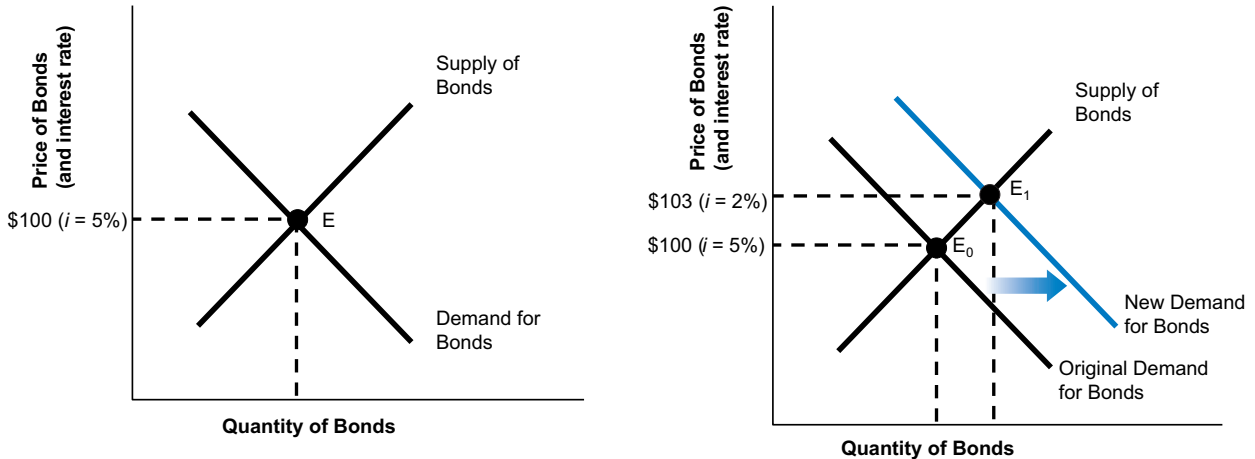 Price of Bonds
(and interest rate)
Supply of
Bonds
$100 (i = 5%)
E
Demand for
Bonds
Quantity of Bonds
Price of Bonds
(and interest rate)
Supply of
Bonds
$103 (i = 2%)
E1
$100 (i = 5%)
E0
New Demand
for Bonds
Original Demand
for Bonds
Quantity of Bonds